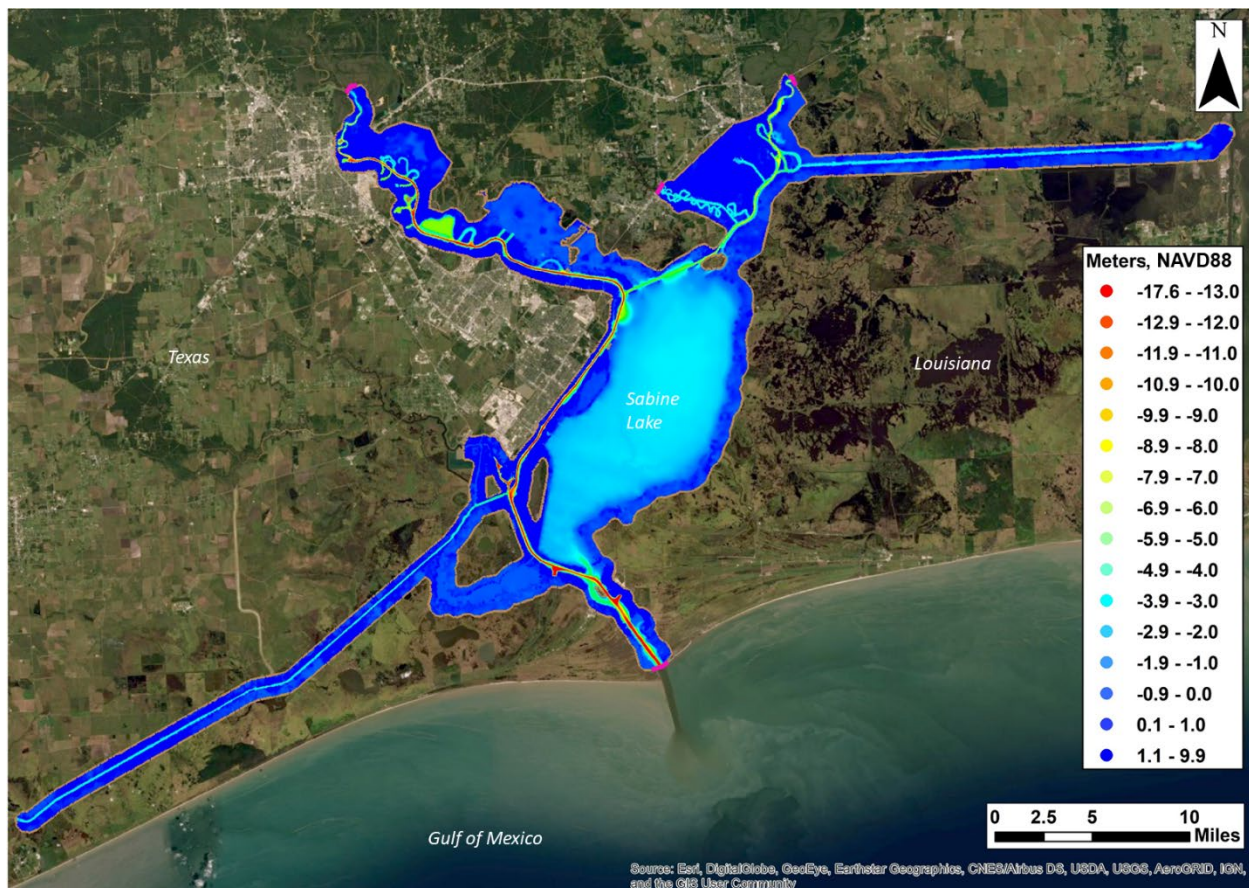 N
Texas
Louisiana
Sabine
Lake
Gulf of Mexico
Meters, NAVD88
-17.6 - -13.0
-12.9 - -12.0
-11.9 - -11.0
-10.9 - -10.0
-9.9 - -9.0
-8.9 - -8.0
-7.9 - -7.0
-6.9 - -6.0
-5.9 - -5.0
-4.9 - -4.0
-3.9 - -3.0
-2.9 - -2.0
-1.9 - -1.0
-0.9 - 0.0
0.1 - 1.0
1.1 - 9.9
0 2.5 5 10
Miles
Source: Esri, DigitalGlobe, GeoEye, Earthstar Geographics, CNES/Airbus DS, USDA, USGS, AeroGRID, IGN,
and the GIS User Community